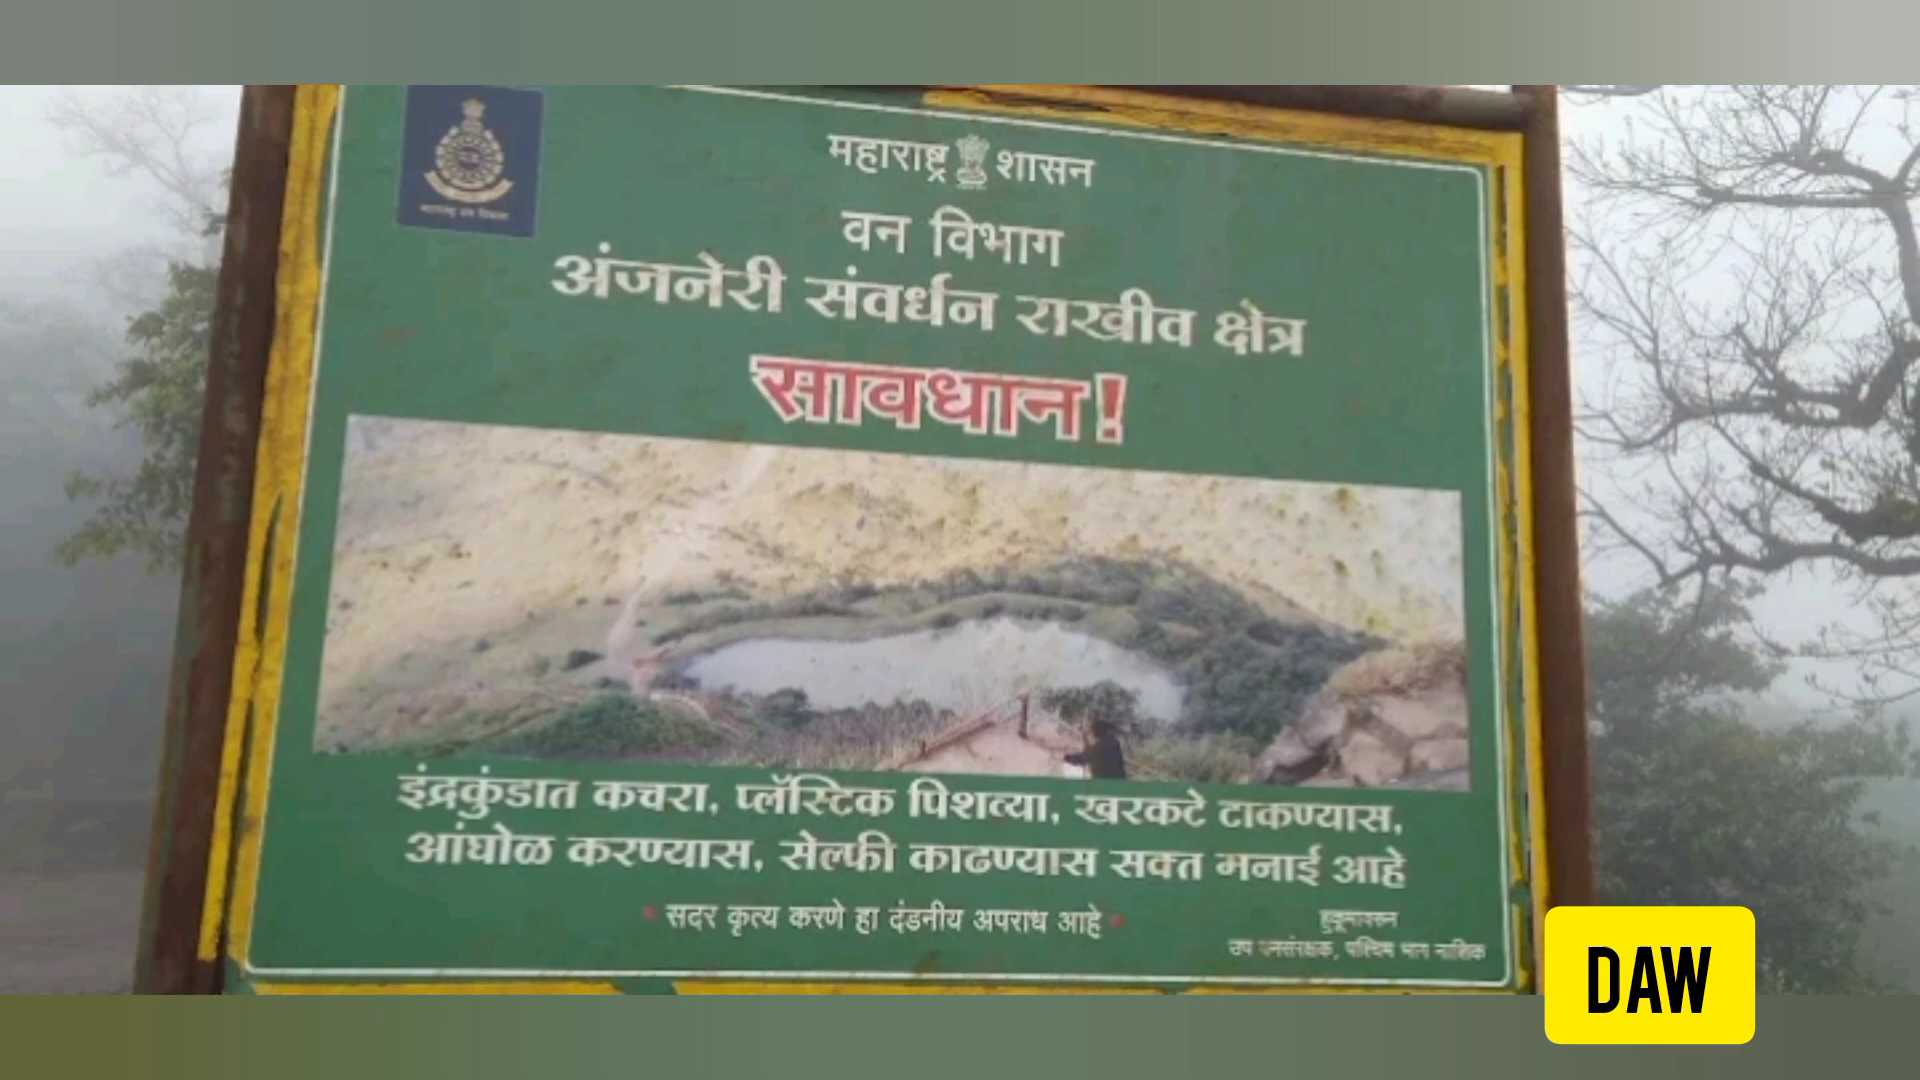 महाराष्ट्र शासन
वन विभाग
अंजनेरी संवर्धन राखीव क्षेत्र
सावधान!
इंद्रकुंडात कचरा, प्लॅस्टिक पिशव्या, खरकटे टाकण्यास,
आंघोळ करण्यास, सेल्फी काढण्यास सक्त मनाई आहे
सदर कृत्य करणे हा दंडनीय अपराध आहे
हुकूमावरून
उप वनसंरक्षक, पश्चिम भाग नाशिक
DAW